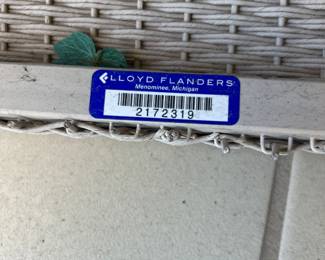 LLOYD FLANDERS
Menominee, Michigan
2172319